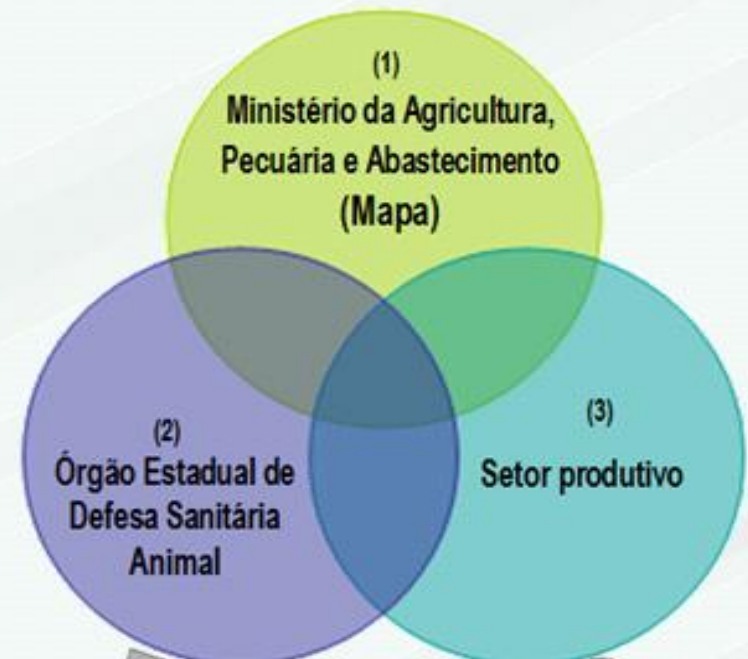 (1)
Ministério da Agricultura,
Pecuária e Abastecimento
(Mapa)
(2)
Órgão Estadual de
Defesa Sanitária
Animal
(3)
Setor produtivo